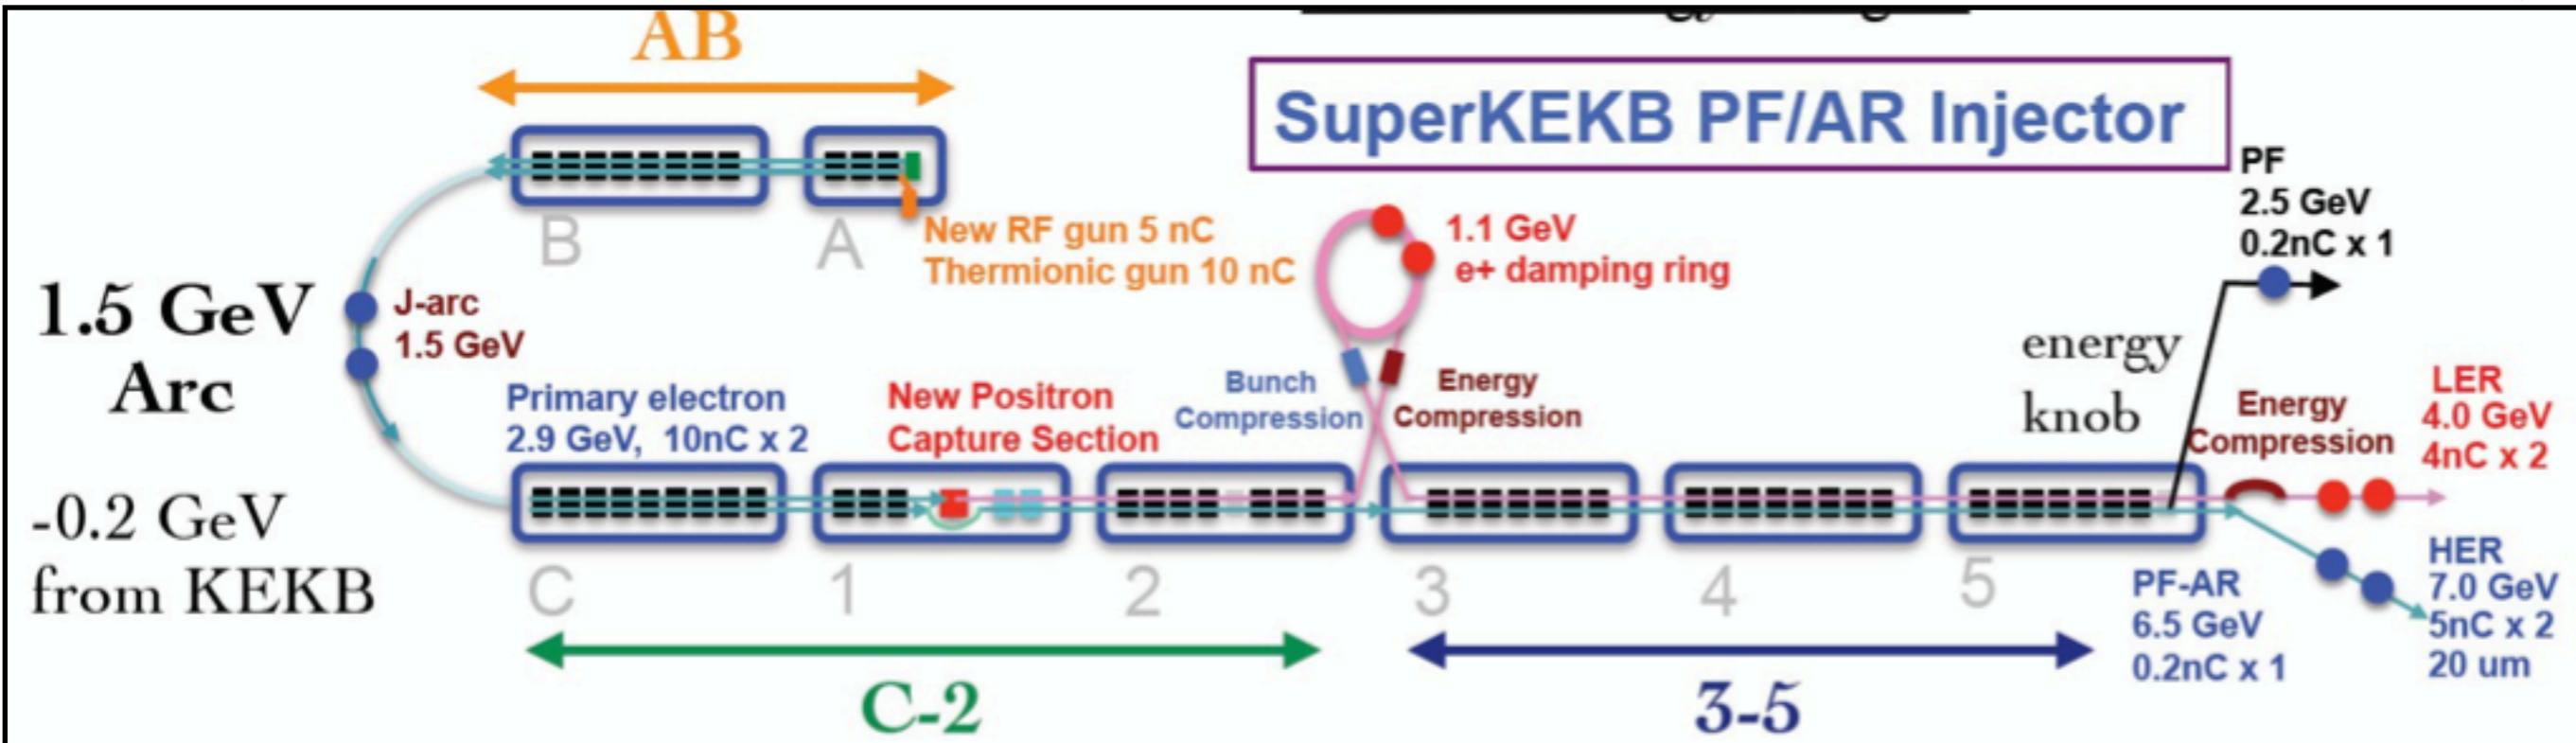 AB
SuperKEKB PF/AR Injector
PF
2.5 GeV
0.2nC x 1
B
A
New RF gun 5 nC
Thermionic gun 10 nC
1.1 GeV
e+ damping ring
1.5 GeV
Arc
J-arc
1.5 GeV
energy
knob
Primary electron
2.9 GeV, 10nC x 2
New Positron
Capture Section
Bunch
Compression
Energy
Compression
Energy
Compression
LER
4.0 GeV
4nC x 2
-0.2 GeV
from KEKB
C
1
2
3
4
5
PF-AR
6.5 GeV
0.2nC x 1
HER
7.0 GeV
5nC x 2
20 um
C-2
3-5